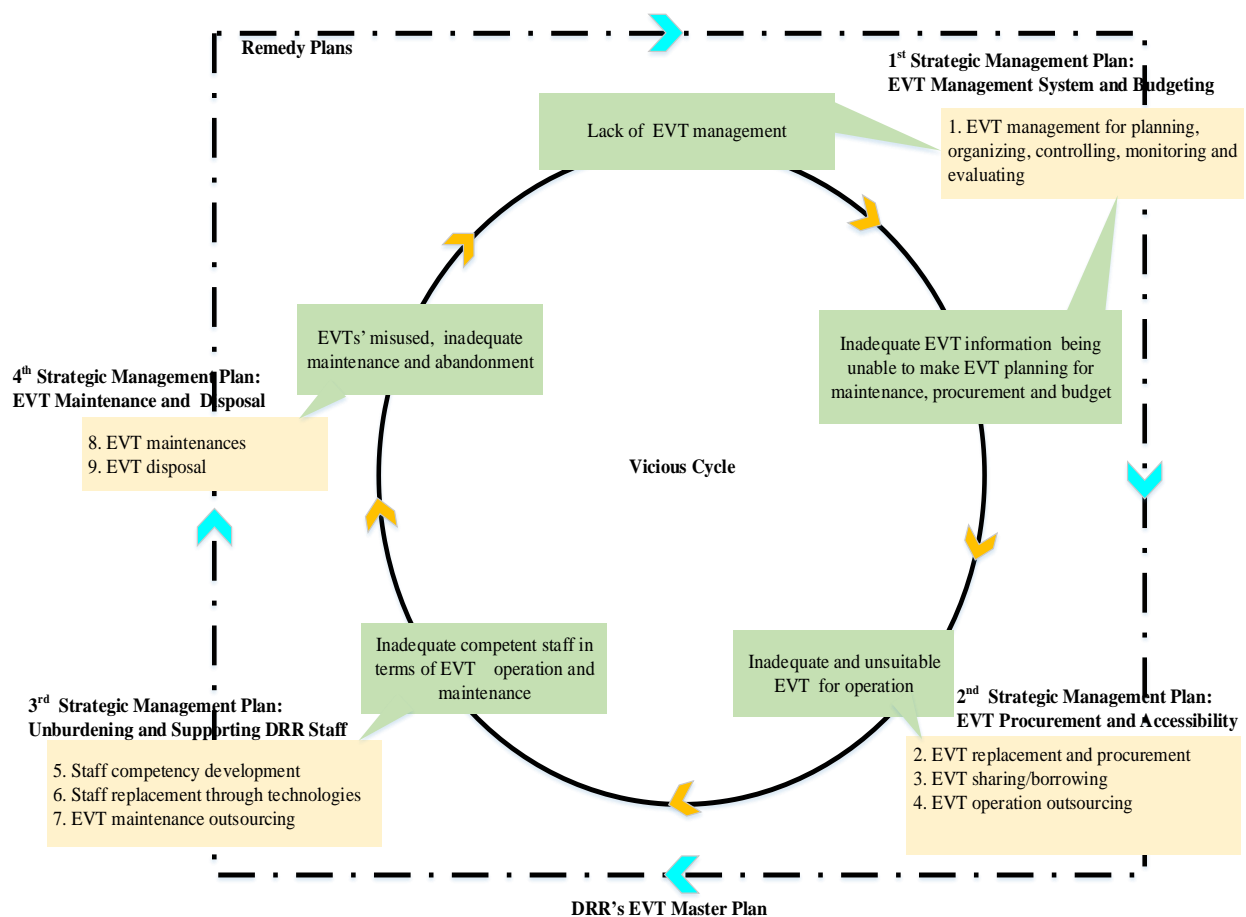 Remedy Plans
1st Strategic Management Plan:
EVT Management System and Budgeting
Lack of EVT management
1. EVT management for planning,
organizing, controlling, monitoring and
evaluating
EVTs' misused, inadequate
maintenance and abandonment
Inadequate EVT information being
unable to make EVT planning for
maintenance, procurement and budget
4th Strategic Management Plan:
EVT Maintenance and Disposal
8. EVT maintenances
9. EVT disposal
Vicious Cycle
Inadequate competent staff in
terms of EVT operation and
maintenance
Inadequate and unsuitable
EVT for operation
3rd Strategic Management Plan:
Unburdening and Supporting DRR Staff
5. Staff competency development
6. Staff replacement through technologies
7. EVT maintenance outsourcing
2nd Strategic Management Plan:
EVT Procurement and Accessibility
2. EVT replacement and procurement
3. EVT sharing/borrowing
4. EVT operation outsourcing
DRR's EVT Master Plan